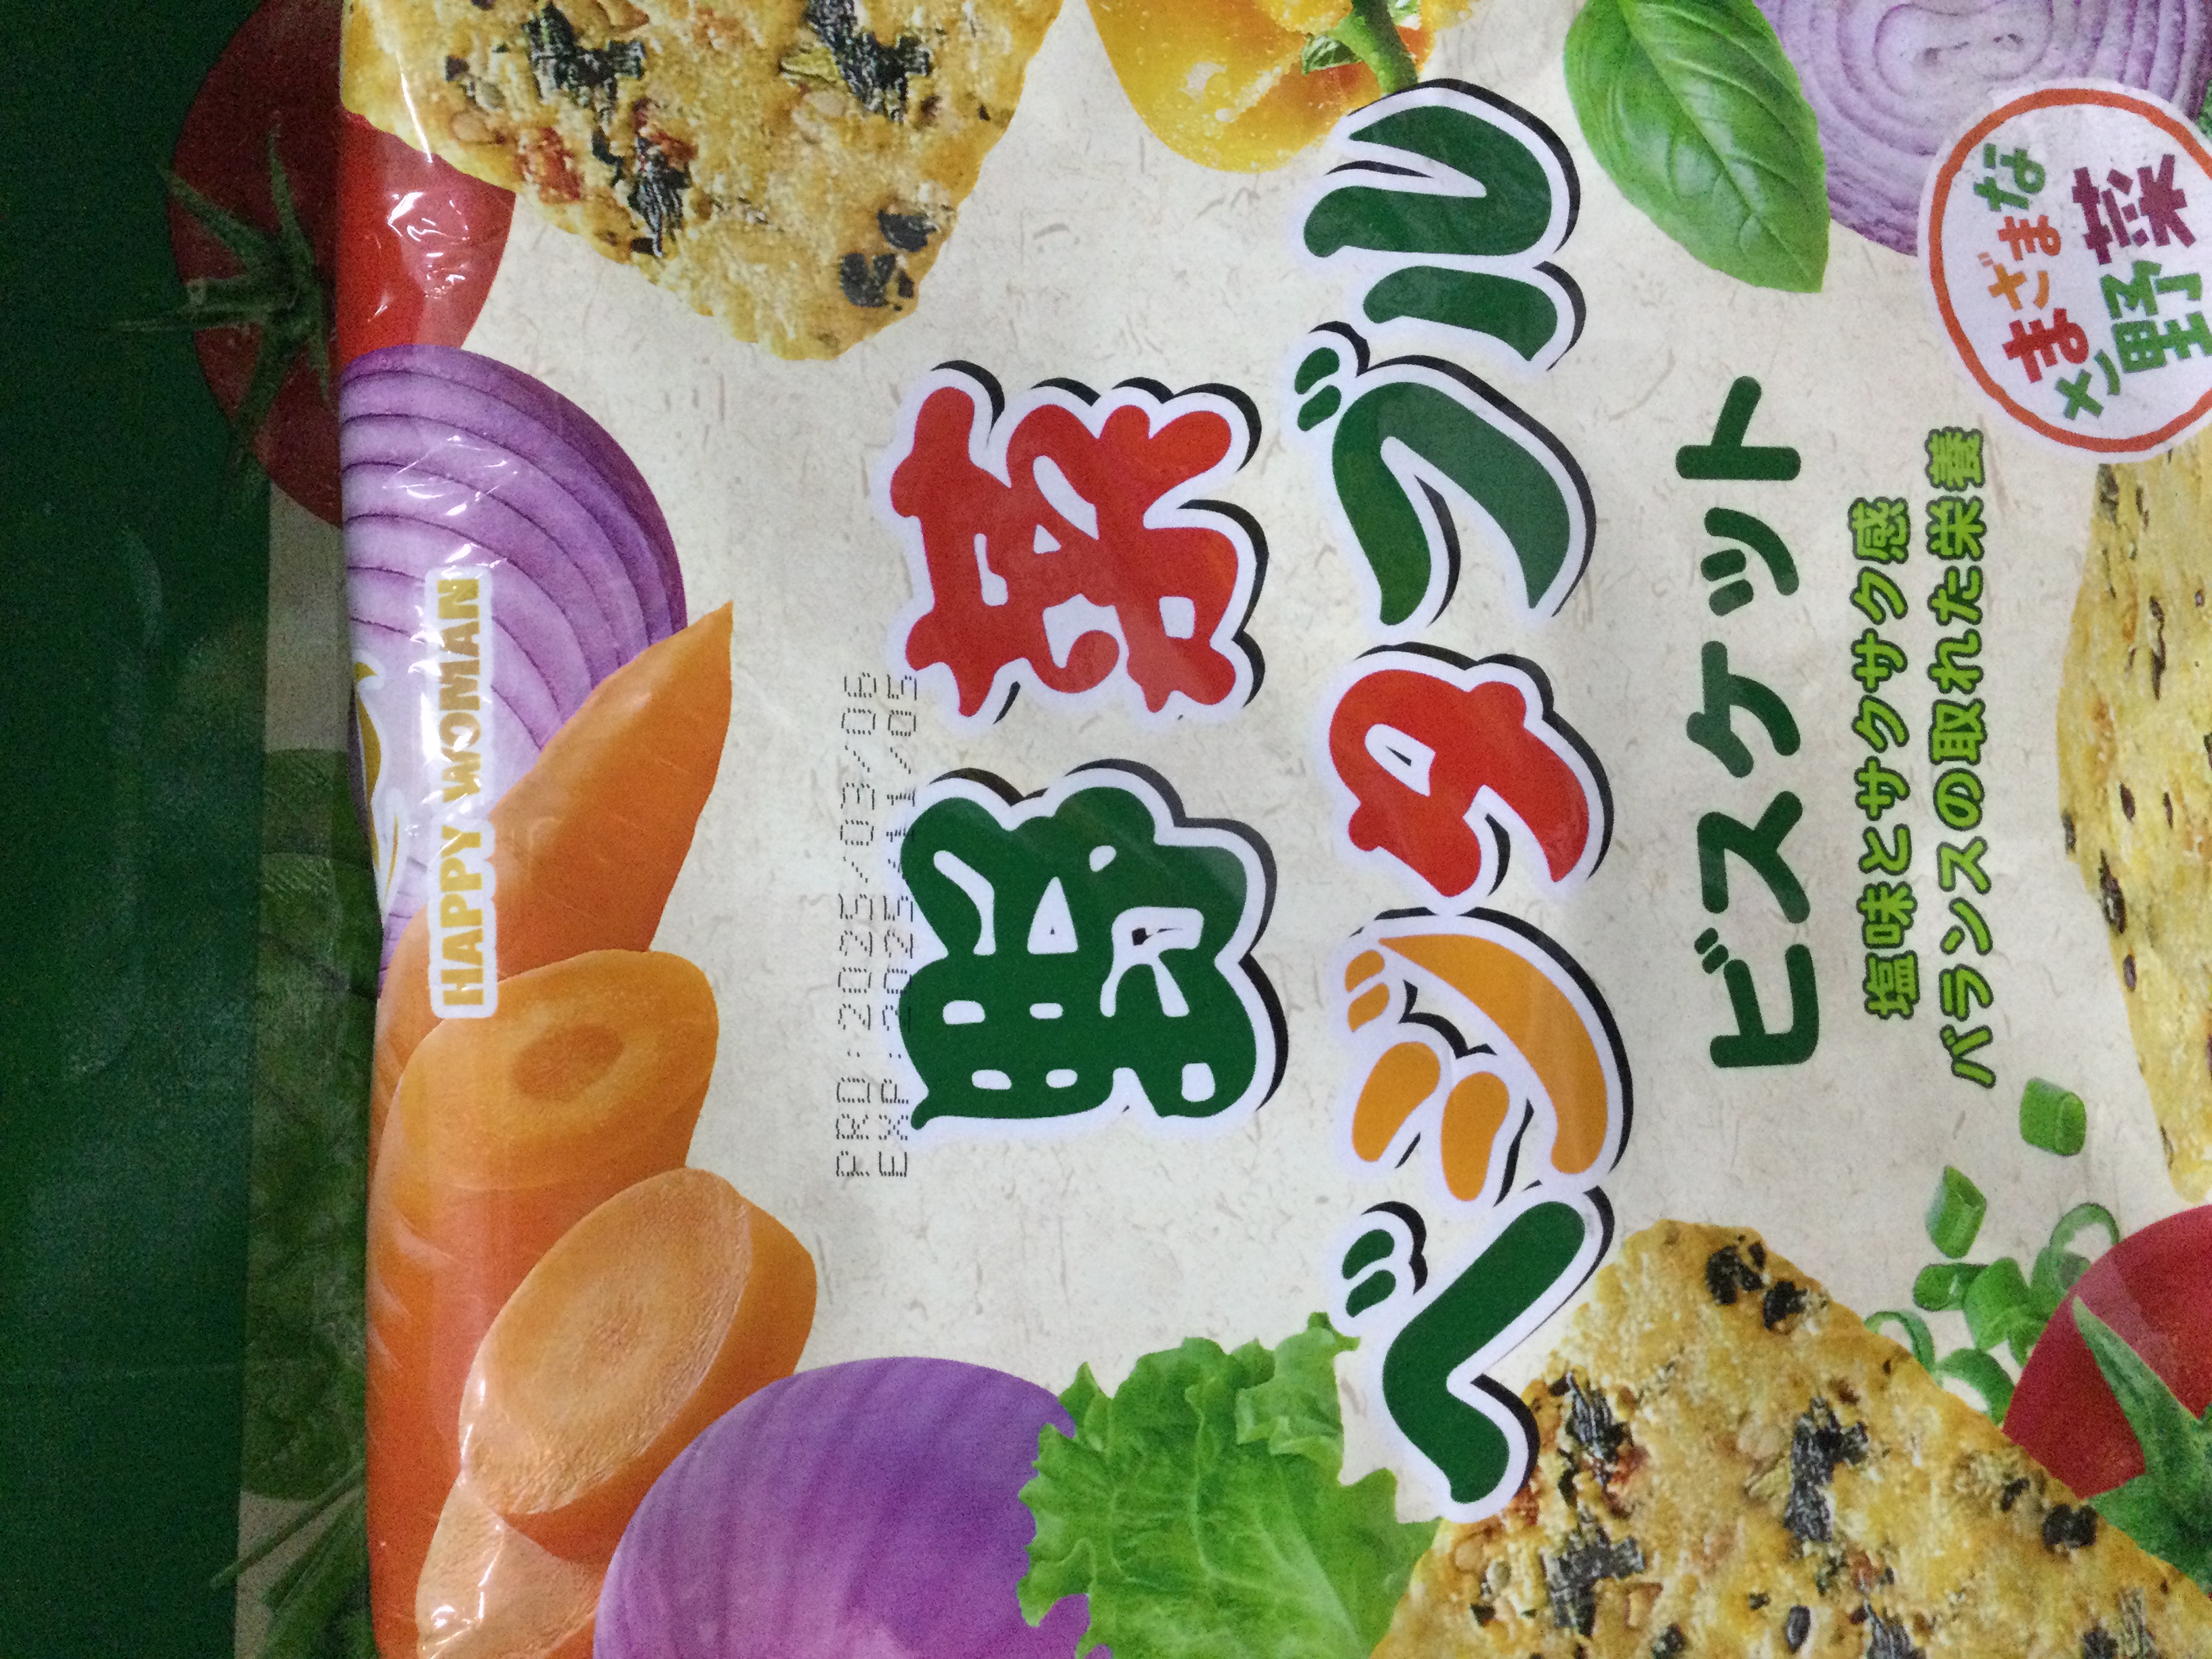 HAPPY WOMAN
PRO:2025/03/06
EXP:2025/11/05
野菜
ベジタブル
ビスケット
塩味とサクサク感
バランスの取れた栄養
さまざまな
×野菜